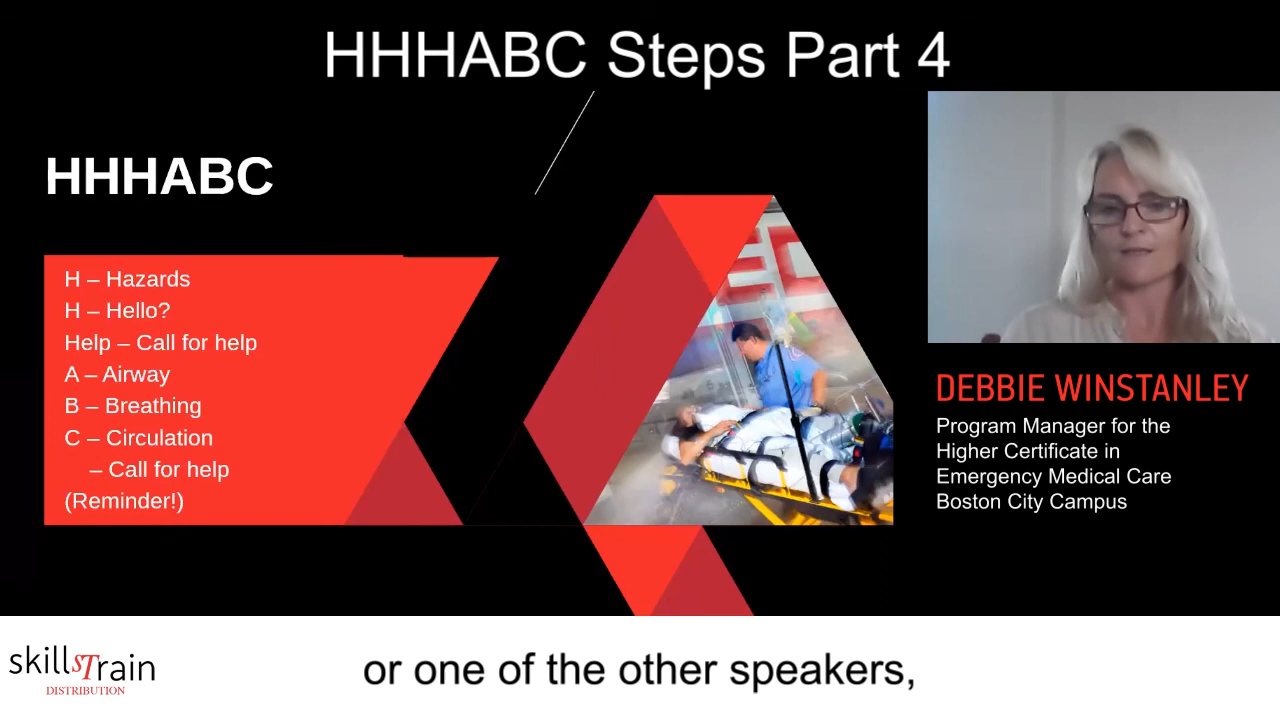 HHHABC Steps Part 4
HHHABC
H – Hazards
H – Hello?
Help – Call for help
A – Airway
B – Breathing
C – Circulation
– Call for help
(Reminder!)
DEBBIE WINSTANLEY
Program Manager for the
Higher Certificate in
Emergency Medical Care
Boston City Campus
skillsTrain
DISTRIBUTION
or one of the other speakers,